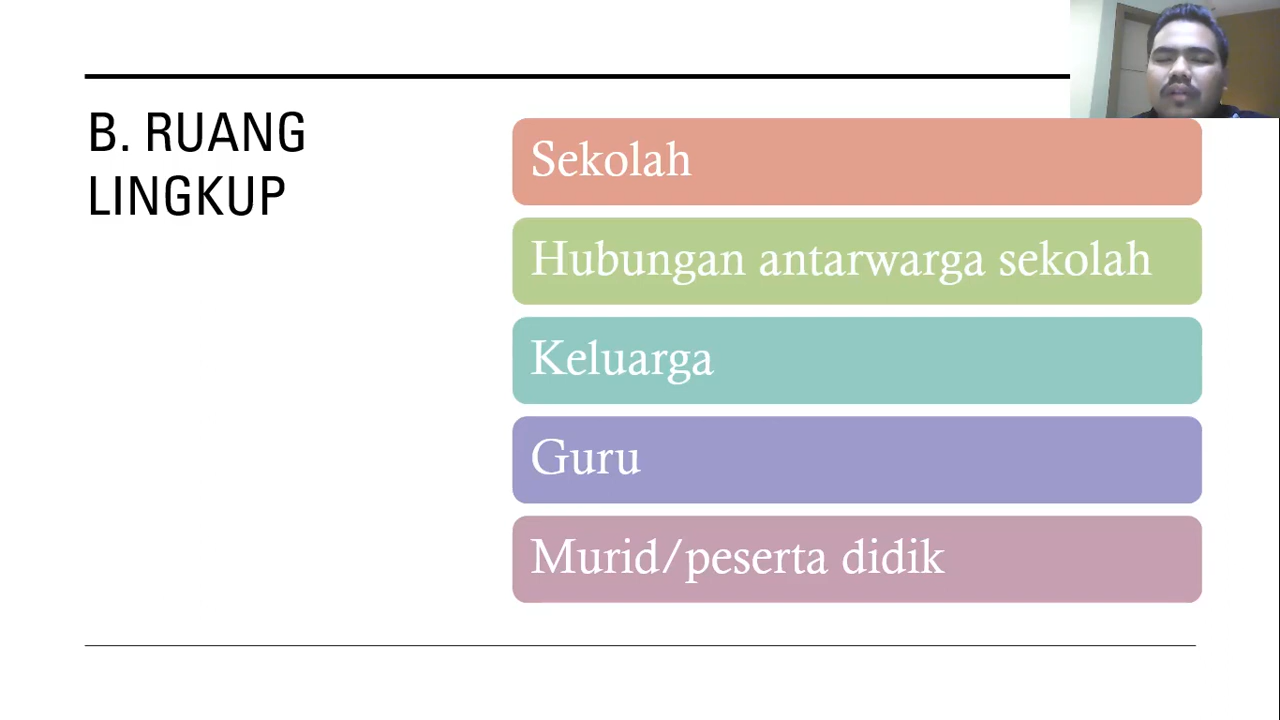 B. RUANG
LINGKUP
Sekolah
Hubungan antarwarga sekolah
Keluarga
Guru
Murid/peserta didik